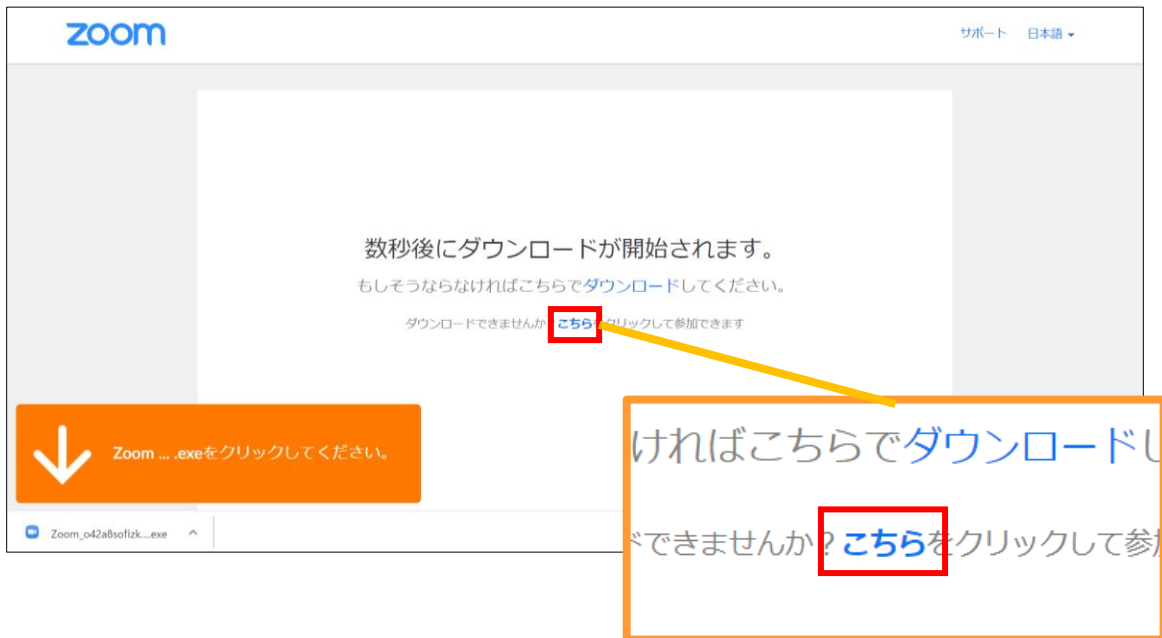 zoom
サポート 日本語
数秒後にダウンロードが開始されます。
もしそうならなければこちらでダウンロードしてください。
ダウンロードできませんか こちら クリックして参加できます
Zoom ... .exeをクリックしてください。
Zoom_o42a8soflzk....exe
ければこちらでダウンロードし
ドできませんか?こちらをクリックして参